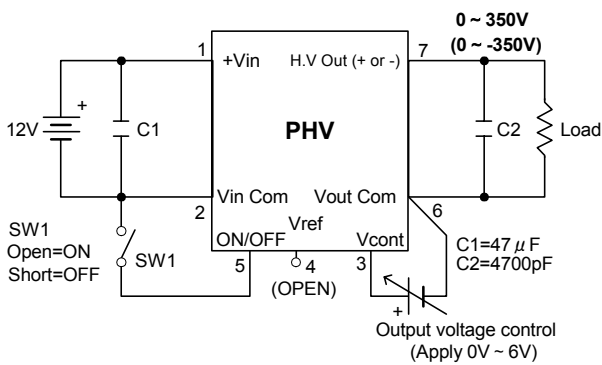 0 ~ 350V
(0 ~ -350V)
1
7
+Vin
H.V Out (+ or -)
+
12V
C1
PHV
C2
Load
Vin Com
Vout Com
2
6
SW1
Open=ON
Short=OFF
SW1
Vref
ON/OFF
Vcont
5
4
3
(OPEN)
C1=47 μF
C2=4700pF
+
Output voltage control
(Apply 0V ~ 6V)